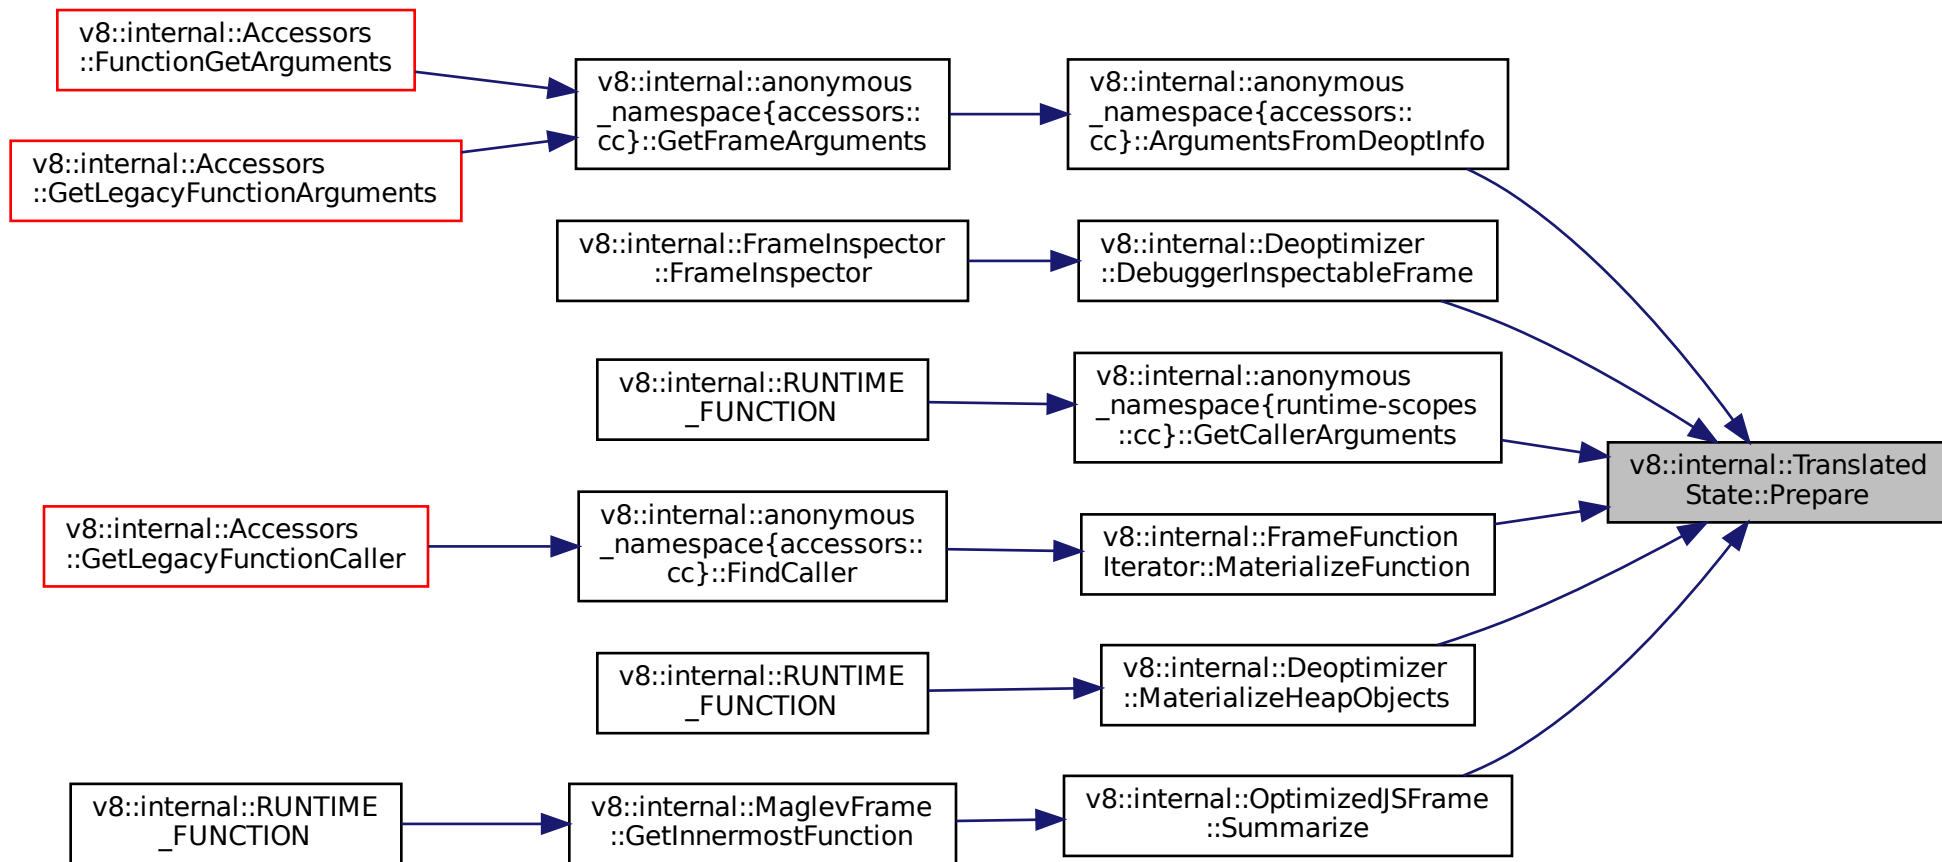 v8::internal::Accessors
::FunctionGetArguments
v8::internal::Accessors
::GetLegacyFunctionArguments
v8::internal::anonymous
_namespace{accessors::
cc}::GetFrameArguments
v8::internal::anonymous
_namespace{accessors::
cc}::ArgumentsFromDeoptInfo
v8::internal::FrameInspector
::FrameInspector
v8::internal::Deoptimizer
::DebuggerInspectableFrame
v8::internal::RUNTIME
_FUNCTION
v8::internal::anonymous
_namespace{runtime-scopes
::cc}::GetCallerArguments
v8::internal::Translated
State::Prepare
v8::internal::Accessors
::GetLegacyFunctionCaller
v8::internal::anonymous
_namespace{accessors::
cc}::FindCaller
v8::internal::FrameFunction
Iterator::MaterializeFunction
v8::internal::RUNTIME
_FUNCTION
v8::internal::Deoptimizer
::MaterializeHeapObjects
v8::internal::RUNTIME
_FUNCTION
v8::internal::MaglevFrame
::GetInnermostFunction
v8::internal::OptimizedJSFrame
::Summarize